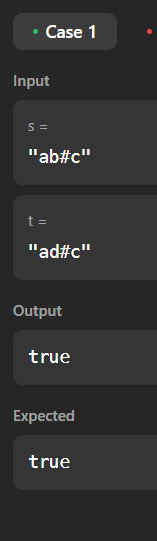 Case 1
Input
s =
"ab#c"
t =
"ad#c"
Output
true
Expected
true